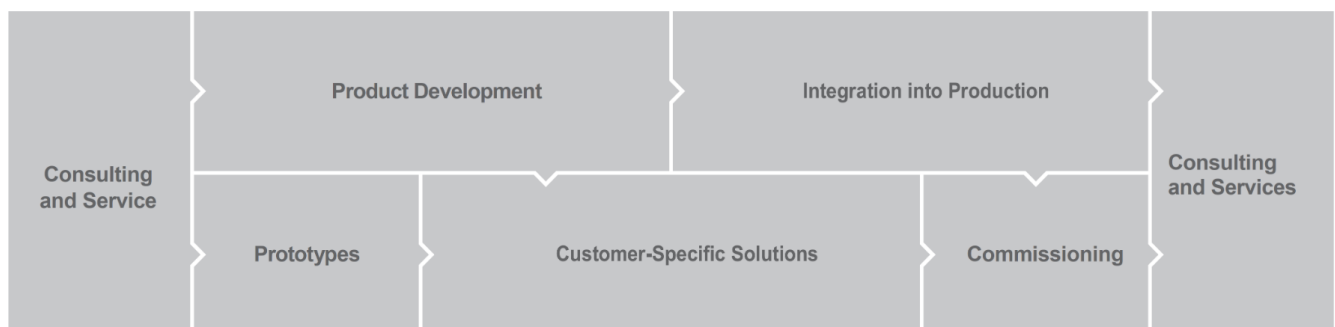 Consulting
and Service
Product Development
Integration into Production
Prototypes
Customer-Specific Solutions
Commissioning
Consulting
and Services